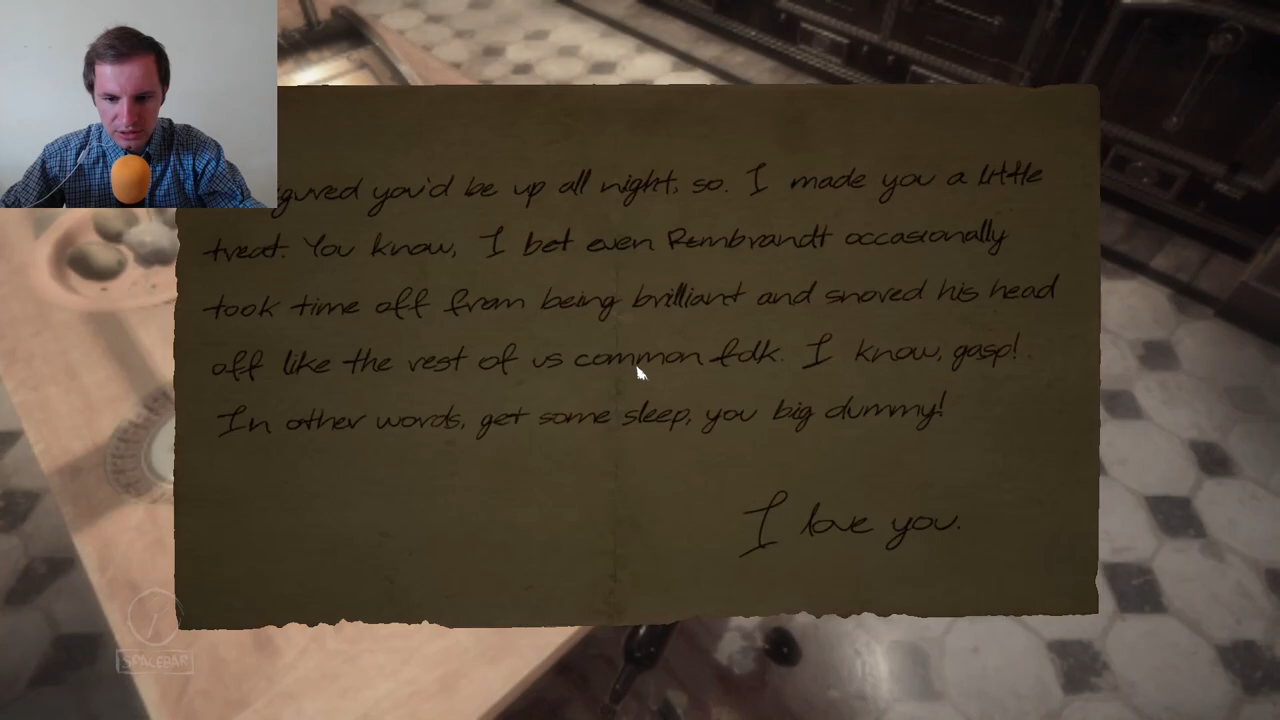 gured you'd be up all night, so. I made you a little
treat. You know, I bet even Rembrandt occasionally
took time off from being brilliant and snored his head
off like the rest of us common folk. I know, gasp!
In other words, get some sleep, you big dummy!
I love you.
SPACEBAR